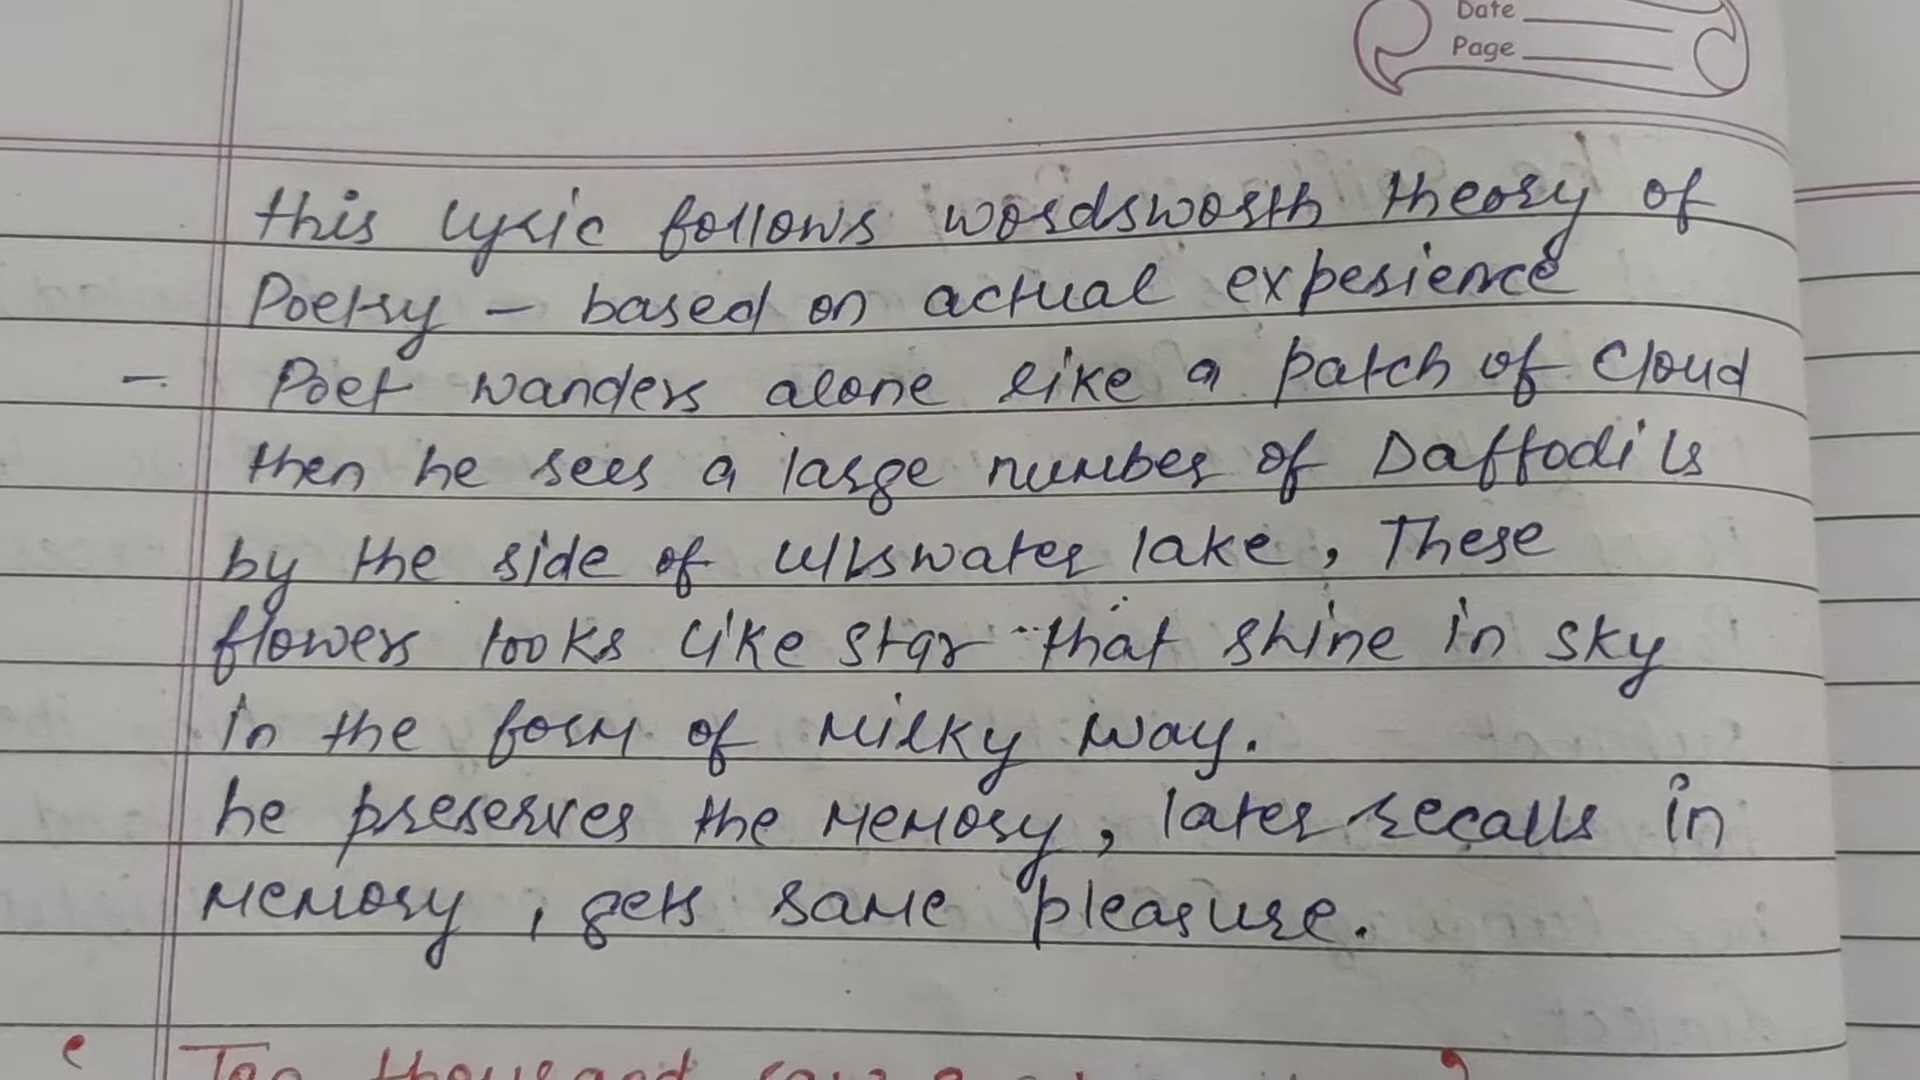 Date
Page
this lyric follows wordsworth theory of
Poetry - based on actual experience
- Poet wanders alone like a patch of Cloud
then he sees a large number of Daffodils
by the side of Ullswater lake, These
flowers looks like star that shine in sky
in the form of Milky Way.
he preserves the memory, later recalls in
memory, gets same pleasure.
Ten thousand saw